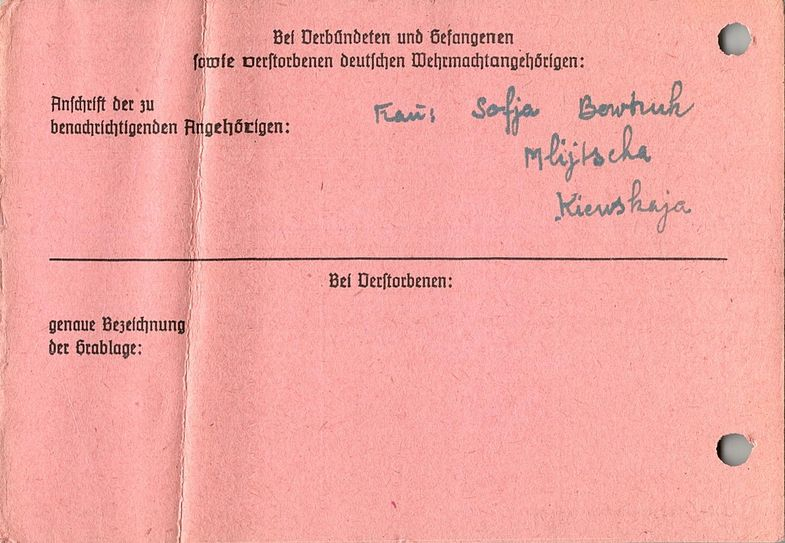 Bei Verbündeten und Gefangenen
sowie verstorbenen deutschen Wehrmachtangehörigen:
Anschrift der zu
benachrichtigenden Angehörigen:
Frau: Sofja Bowtruk
Mlijtscha
Kiewskaja
Bei Verstorbenen:
genaue Bezeichnung
der Grablage: